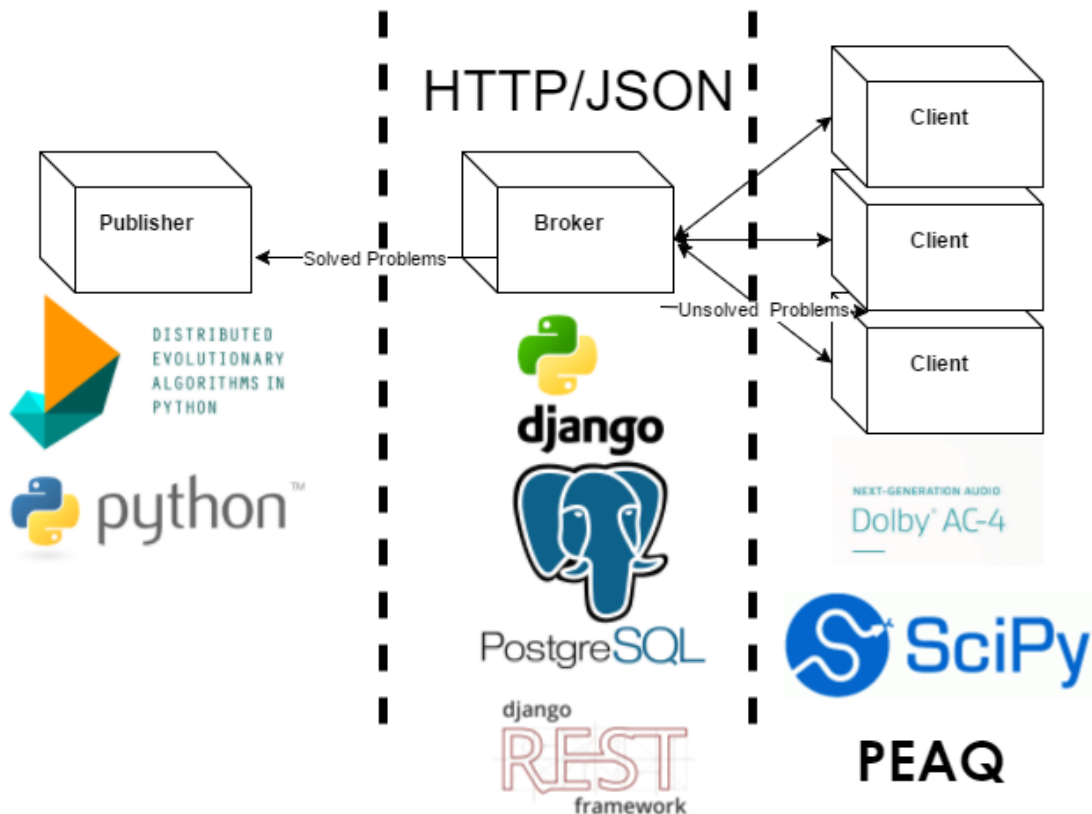 HTTP/JSON
Publisher
Solved Problems
Broker
Client
Client
Client
Unsolved Problems
DISTRIBUTED
EVOLUTIONARY
ALGORITHMS IN
PYTHON
python™
django
PostgreSQL
django
REST
framework
NEXT-GENERATION AUDIO
Dolby® AC-4
SciPy
PEAQ